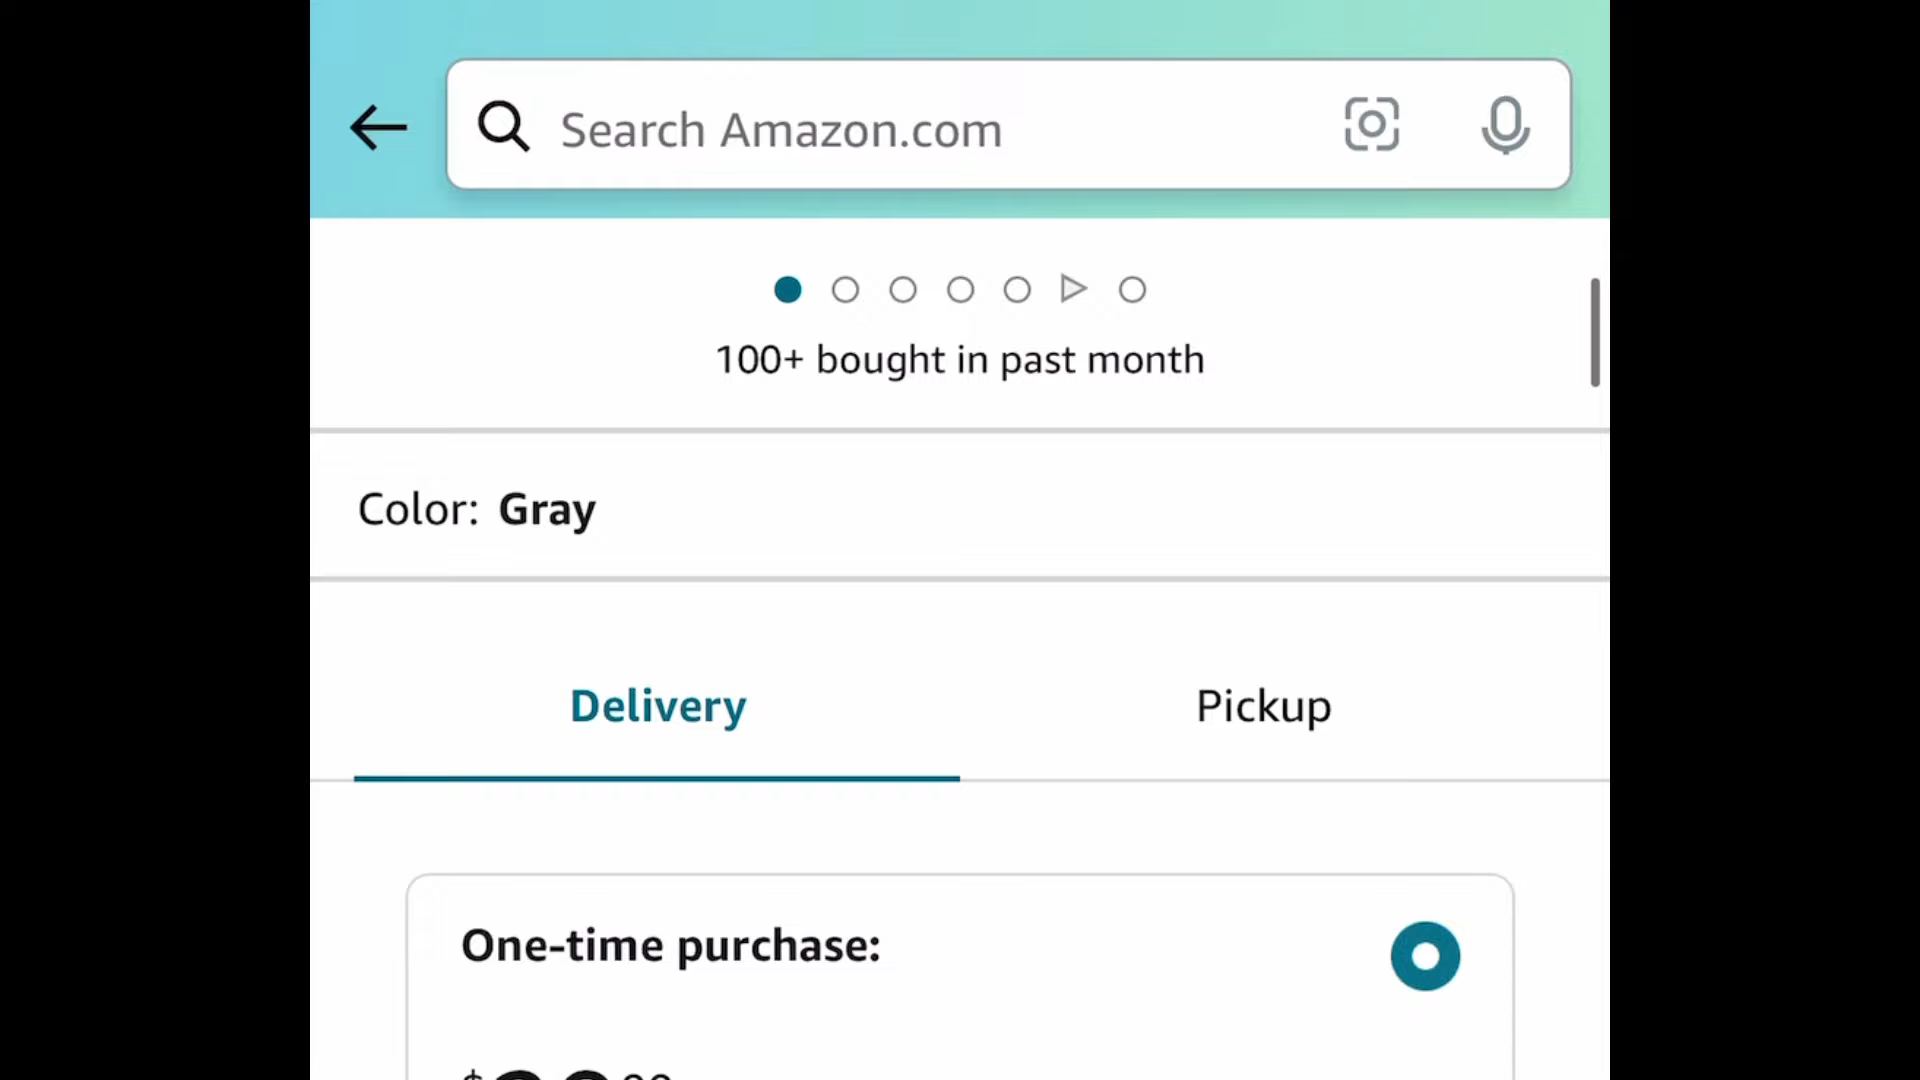 Search Amazon.com
100+ bought in past month
Color: Gray
Delivery Pickup
One-time purchase: